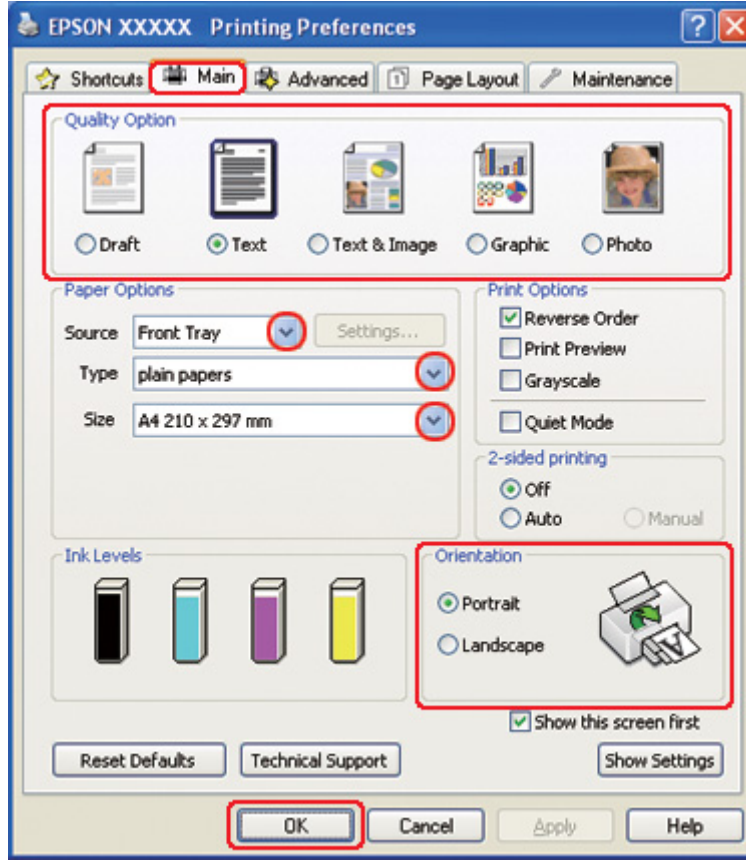 EPSON XXXXX Printing Preferences
Shortcuts Main Advanced Page Layout Maintenance
Quality Option
Draft Text Text & Image Graphic Photo
Paper Options
Source Front Tray Settings...
Type plain papers
Size A4 210 x 297 mm
Print Options
Reverse Order
Print Preview
Grayscale
Quiet Mode
2-sided printing
Off
Auto Manual
Ink Levels
Orientation
Portrait
Landscape
Show this screen first
Reset Defaults Technical Support Show Settings
OK Cancel Apply Help